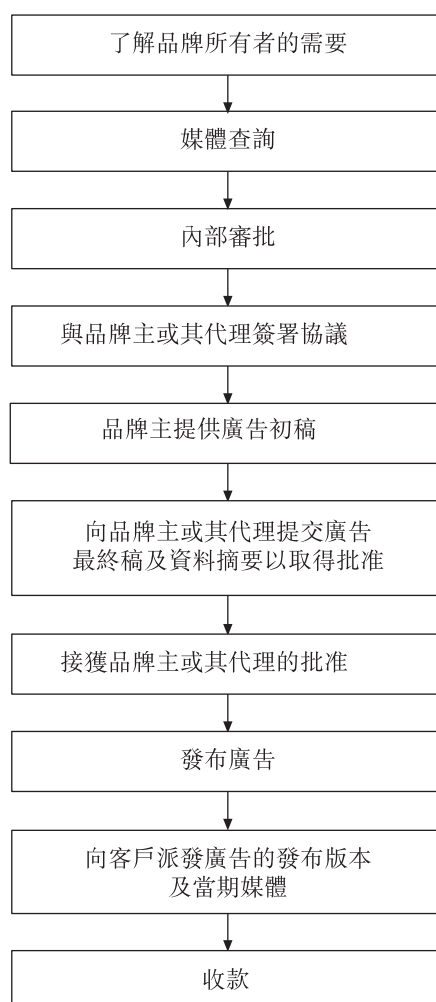 了解品牌所有者的需要
媒體查詢
內部審批
與品牌主或其代理簽署協議
品牌主提供廣告初稿
向品牌主或其代理提交廣告
最終稿及資料摘要以取得批准
接獲品牌主或其代理的批准
發布廣告
向客戶派發廣告的發布版本
及當期媒體
收款